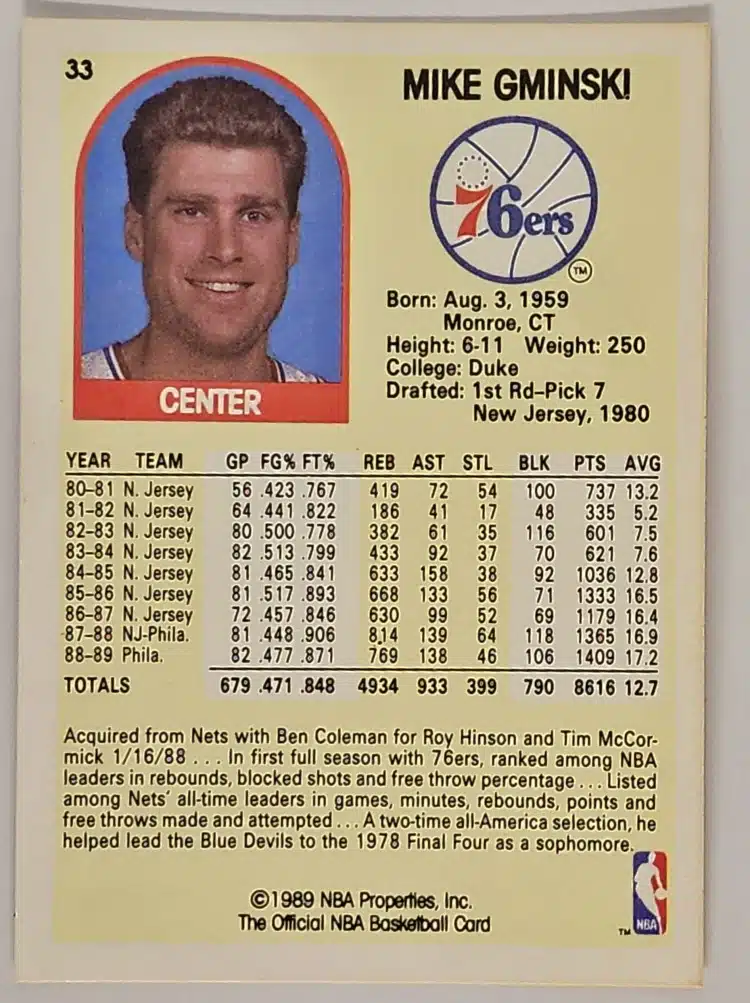 33
MIKE GMINSKI
76ers
TM
Born: Aug. 3, 1959
Monroe, CT
Height: 6-11 Weight: 250
College: Duke
Drafted: 1st Rd–Pick 7
New Jersey, 1980
CENTER
YEAR TEAM GP FG% FT% REB AST STL BLK PTS AVG
80–81 N. Jersey 56 .423 .767 419 72 54 100 737 13.2
81–82 N. Jersey 64 .441 .822 186 41 17 48 335 5.2
82–83 N. Jersey 80 .500 .778 382 61 35 116 601 7.5
83–84 N. Jersey 82 .513 .799 433 92 37 70 621 7.6
84–85 N. Jersey 81 .465 .841 633 158 38 92 1036 12.8
85–86 N. Jersey 81 .517 .893 668 133 56 71 1333 16.5
86–87 N. Jersey 72 .457 .846 630 99 52 69 1179 16.4
87–88 NJ-Phila. 81 .448 .906 814 139 64 118 1365 16.9
88–89 Phila. 82 .477 .871 769 138 46 106 1409 17.2
TOTALS 679 .471 .848 4934 933 399 790 8616 12.7
Acquired from Nets with Ben Coleman for Roy Hinson and Tim McCor-
mick 1/16/88 . . . In first full season with 76ers, ranked among NBA
leaders in rebounds, blocked shots and free throw percentage . . . Listed
among Nets' all-time leaders in games, minutes, rebounds, points and
free throws made and attempted . . . A two-time all-America selection, he
helped lead the Blue Devils to the 1978 Final Four as a sophomore.
©1989 NBA Properties, Inc.
The Official NBA Basketball Card
TM NBA